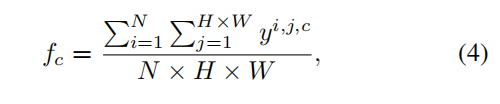 f_c = \frac{\sum_{i=1}^{N} \sum_{j=1}^{H \times W} y^{i,j,c}}{N \times H \times W}, (4)